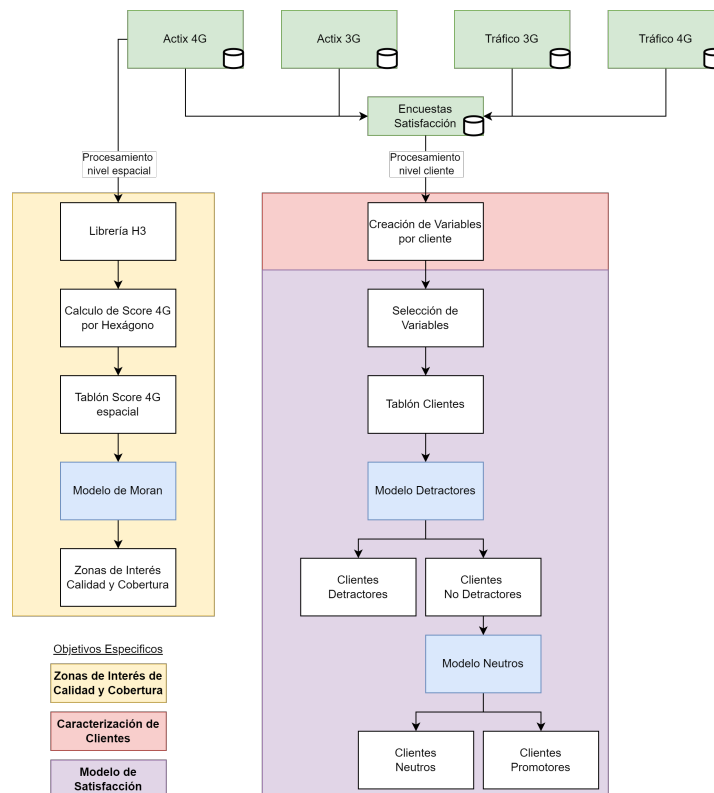 Actix 4G
Actix 3G
Tráfico 3G
Tráfico 4G
Encuestas
Satisfacción
Procesamiento
nivel espacial
Procesamiento
nivel cliente
Librería H3
Calculo de Score 4G
por Hexágono
Tablón Score 4G
espacial
Modelo de Moran
Zonas de Interés
Calidad y Cobertura
Creación de Variables
por cliente
Selección de
Variables
Tablón Clientes
Modelo Detractores
Clientes
Detractores
Clientes
No Detractores
Modelo Neutros
Clientes
Neutros
Clientes
Promotores
Objetivos Especificos
Zonas de Interés de
Calidad y Cobertura
Caracterización de
Clientes
Modelo de
Satisfacción